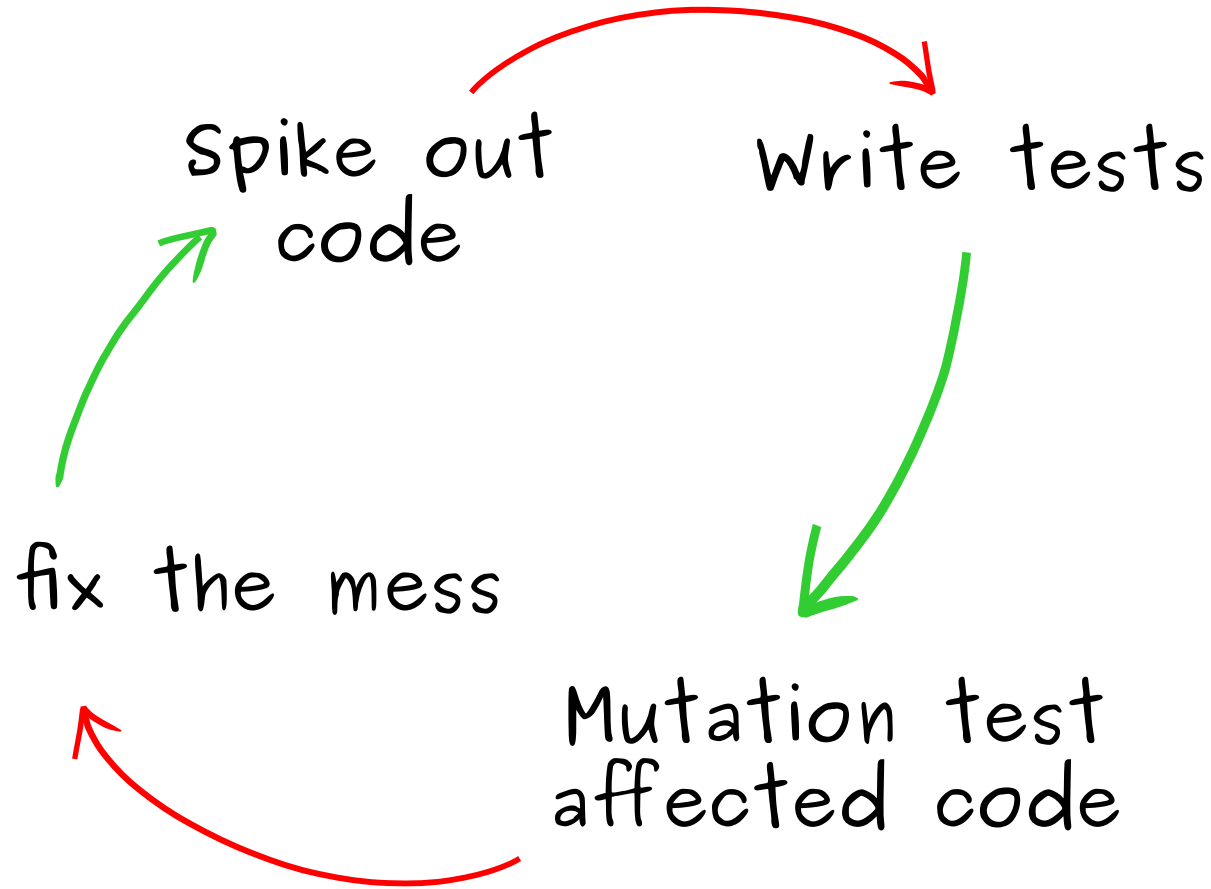 Spike out
code
Write tests
fix the mess
Mutation test
affected code